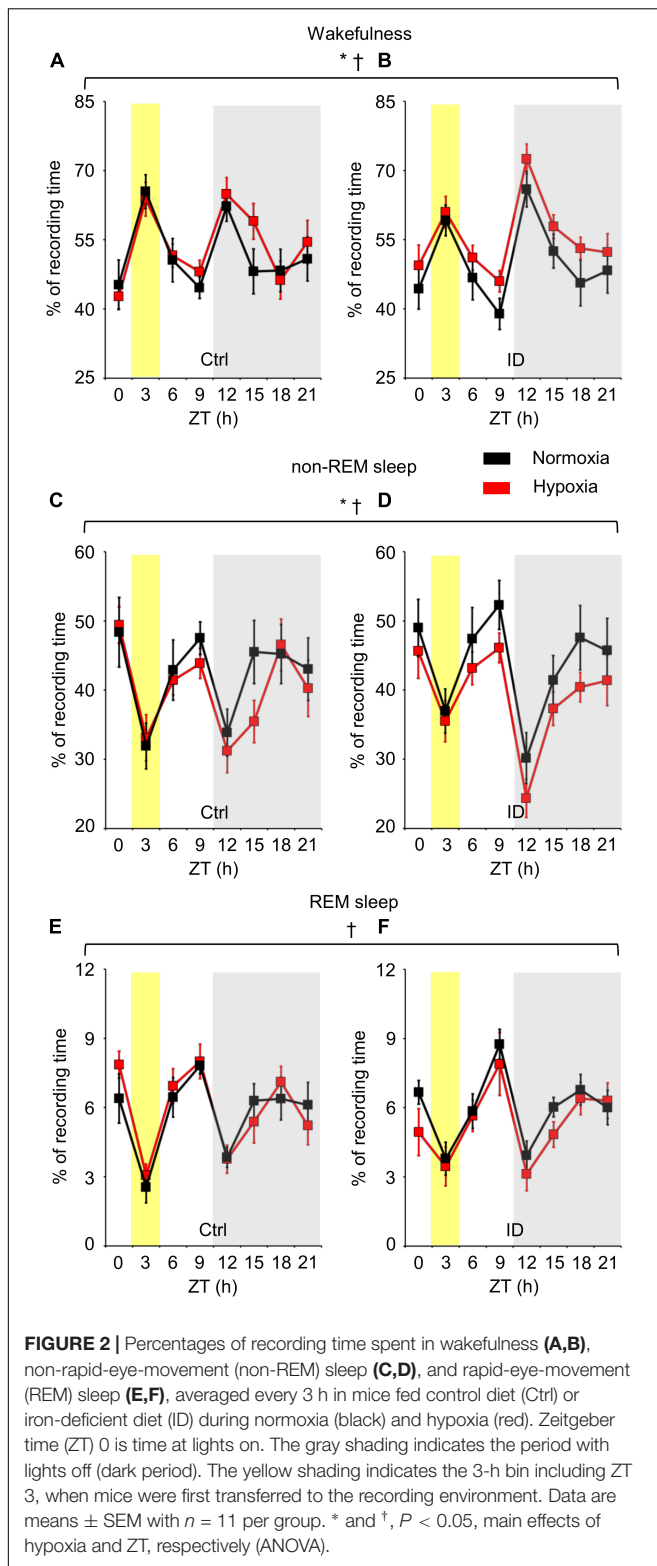 Wakefulness
A * † B
85
70
55
40
25
% of recording time
0 3 6 9 12 15 18 21
ZT (h)
Ctrl
85
70
55
40
25
% of recording time
0 3 6 9 12 15 18 21
ZT (h)
ID
non-REM sleep
Normoxia
Hypoxia
C * † D
60
50
40
30
20
% of recording time
0 3 6 9 12 15 18 21
ZT (h)
Ctrl
60
50
40
30
20
% of recording time
0 3 6 9 12 15 18 21
ZT (h)
ID
REM sleep
E † F
12
9
6
3
0
% of recording time
0 3 6 9 12 15 18 21
ZT (h)
Ctrl
12
9
6
3
0
% of recording time
0 3 6 9 12 15 18 21
ZT (h)
ID
FIGURE 2 | Percentages of recording time spent in wakefulness (A,B),
non-rapid-eye-movement (non-REM) sleep (C,D), and rapid-eye-movement
(REM) sleep (E,F), averaged every 3 h in mice fed control diet (Ctrl) or
iron-deficient diet (ID) during normoxia (black) and hypoxia (red). Zeitgeber
time (ZT) 0 is time at lights on. The gray shading indicates the period with
lights off (dark period). The yellow shading indicates the 3-h bin including ZT
3, when mice were first transferred to the recording environment. Data are
means ± SEM with n = 11 per group. * and †, P < 0.05, main effects of
hypoxia and ZT, respectively (ANOVA).